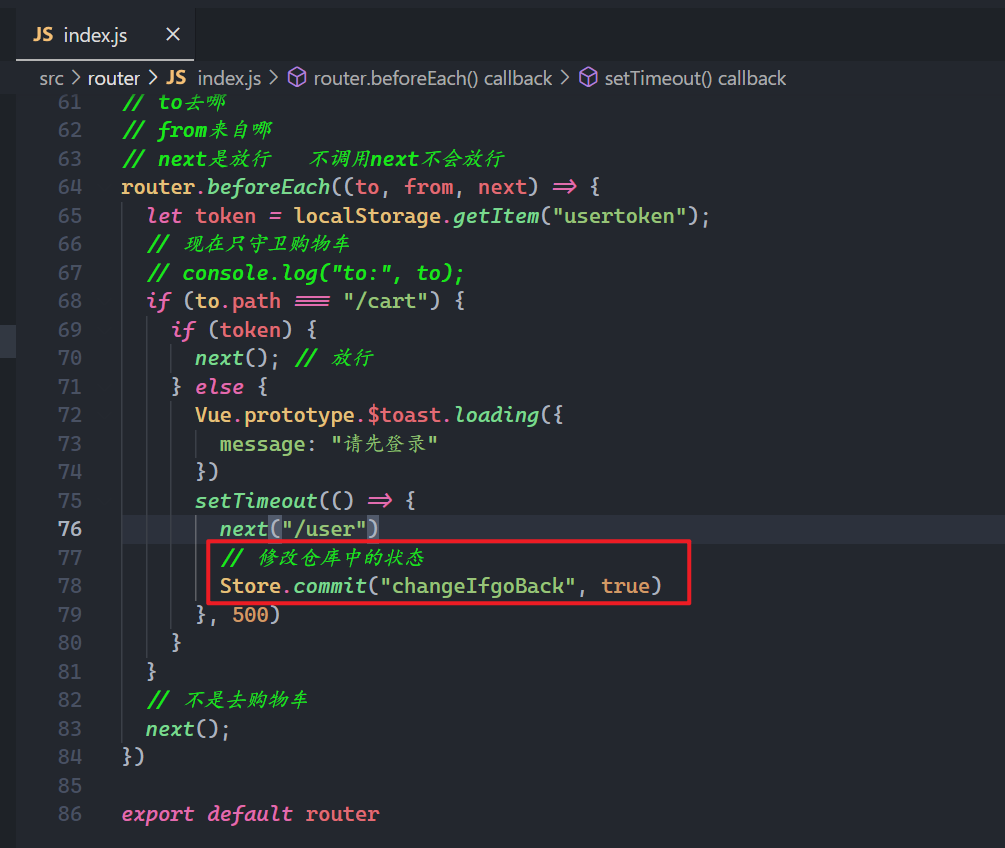 JS index.js ×
src > router > JS index.js > router.beforeEach() callback > setTimeout() callback
61 // to去哪
62 // from来自哪
63 // next是放行 不调用next不会放行
64 router.beforeEach((to, from, next) => {
65 let token = localStorage.getItem("usertoken");
66 // 现在只守卫购物车
67 // console.log("to:", to);
68 if (to.path === "/cart") {
69 if (token) {
70 next(); // 放行
71 } else {
72 Vue.prototype.$toast.loading({
73 message: "请先登录"
74 })
75 setTimeout(() => {
76 next("/user")
77 // 修改仓库中的状态
78 Store.commit("changeIfgoBack", true)
79 }, 500)
80 }
81 }
82 // 不是去购物车
83 next();
84 })
85
86 export default router